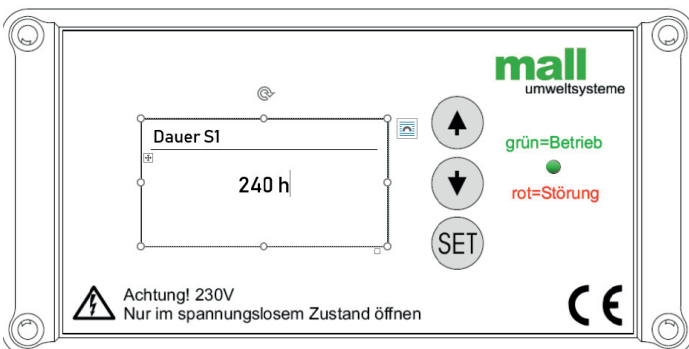 mall
umweltsysteme
Dauer S1
240 h
grün=Betrieb
rot=Störung
SET
Achtung! 230V
Nur im spannungslosem Zustand öffnen
CE